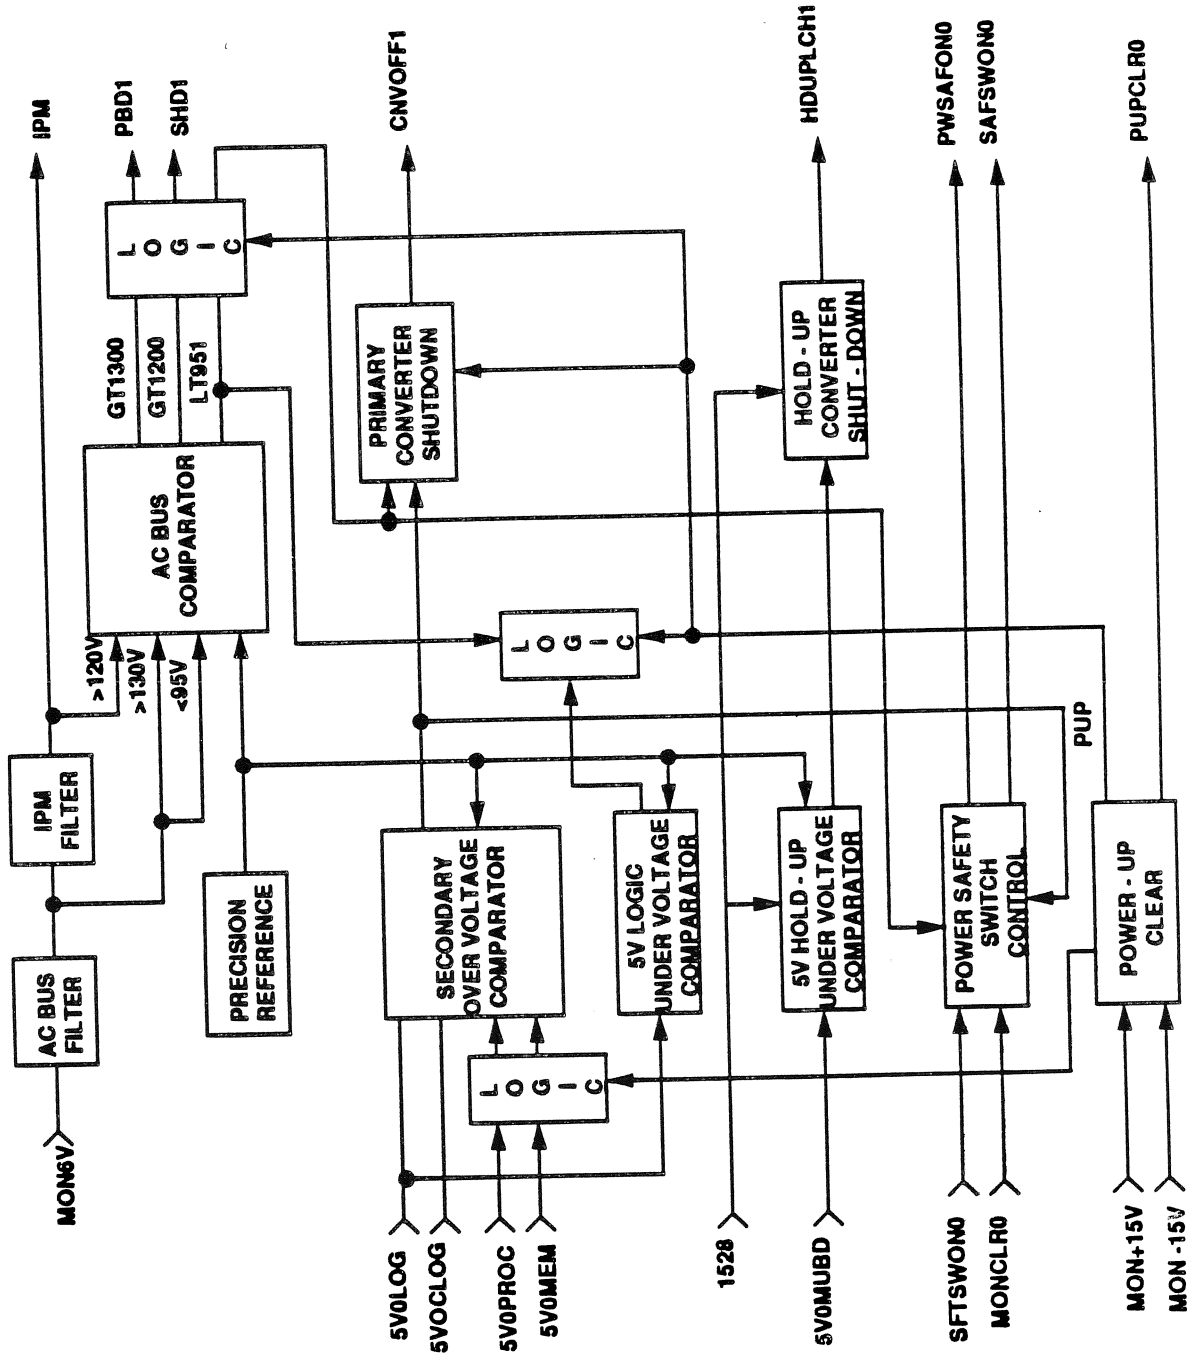 MON6V
AC BUS
FILTER
IPM
FILTER
IPM
>120V
>130V
<95V
AC BUS
COMPARATOR
GT1300
GT1200
LT951
LOGIC
PBD1
SHD1
PRECISION
REFERENCE
PRIMARY
CONVERTER
SHUTDOWN
CNVOFF1
5V0LOG
5VOCLOG
5V0PROC
5V0MEM
LOGIC
SECONDARY
OVER VOLTAGE
COMPARATOR
LOGIC
5V LOGIC
UNDER VOLTAGE
COMPARATOR
1528
5V0MUBD
5V HOLD - UP
UNDER VOLTAGE
COMPARATOR
HOLD - UP
CONVERTER
SHUT - DOWN
HDUPLCH1
SFTSWON0
MONCLR0
POWER SAFETY
SWITCH
CONTROL
PUP
PWSAFON0
SAFSWON0
MON+15V
MON -15V
POWER - UP
CLEAR
PUPCLR0